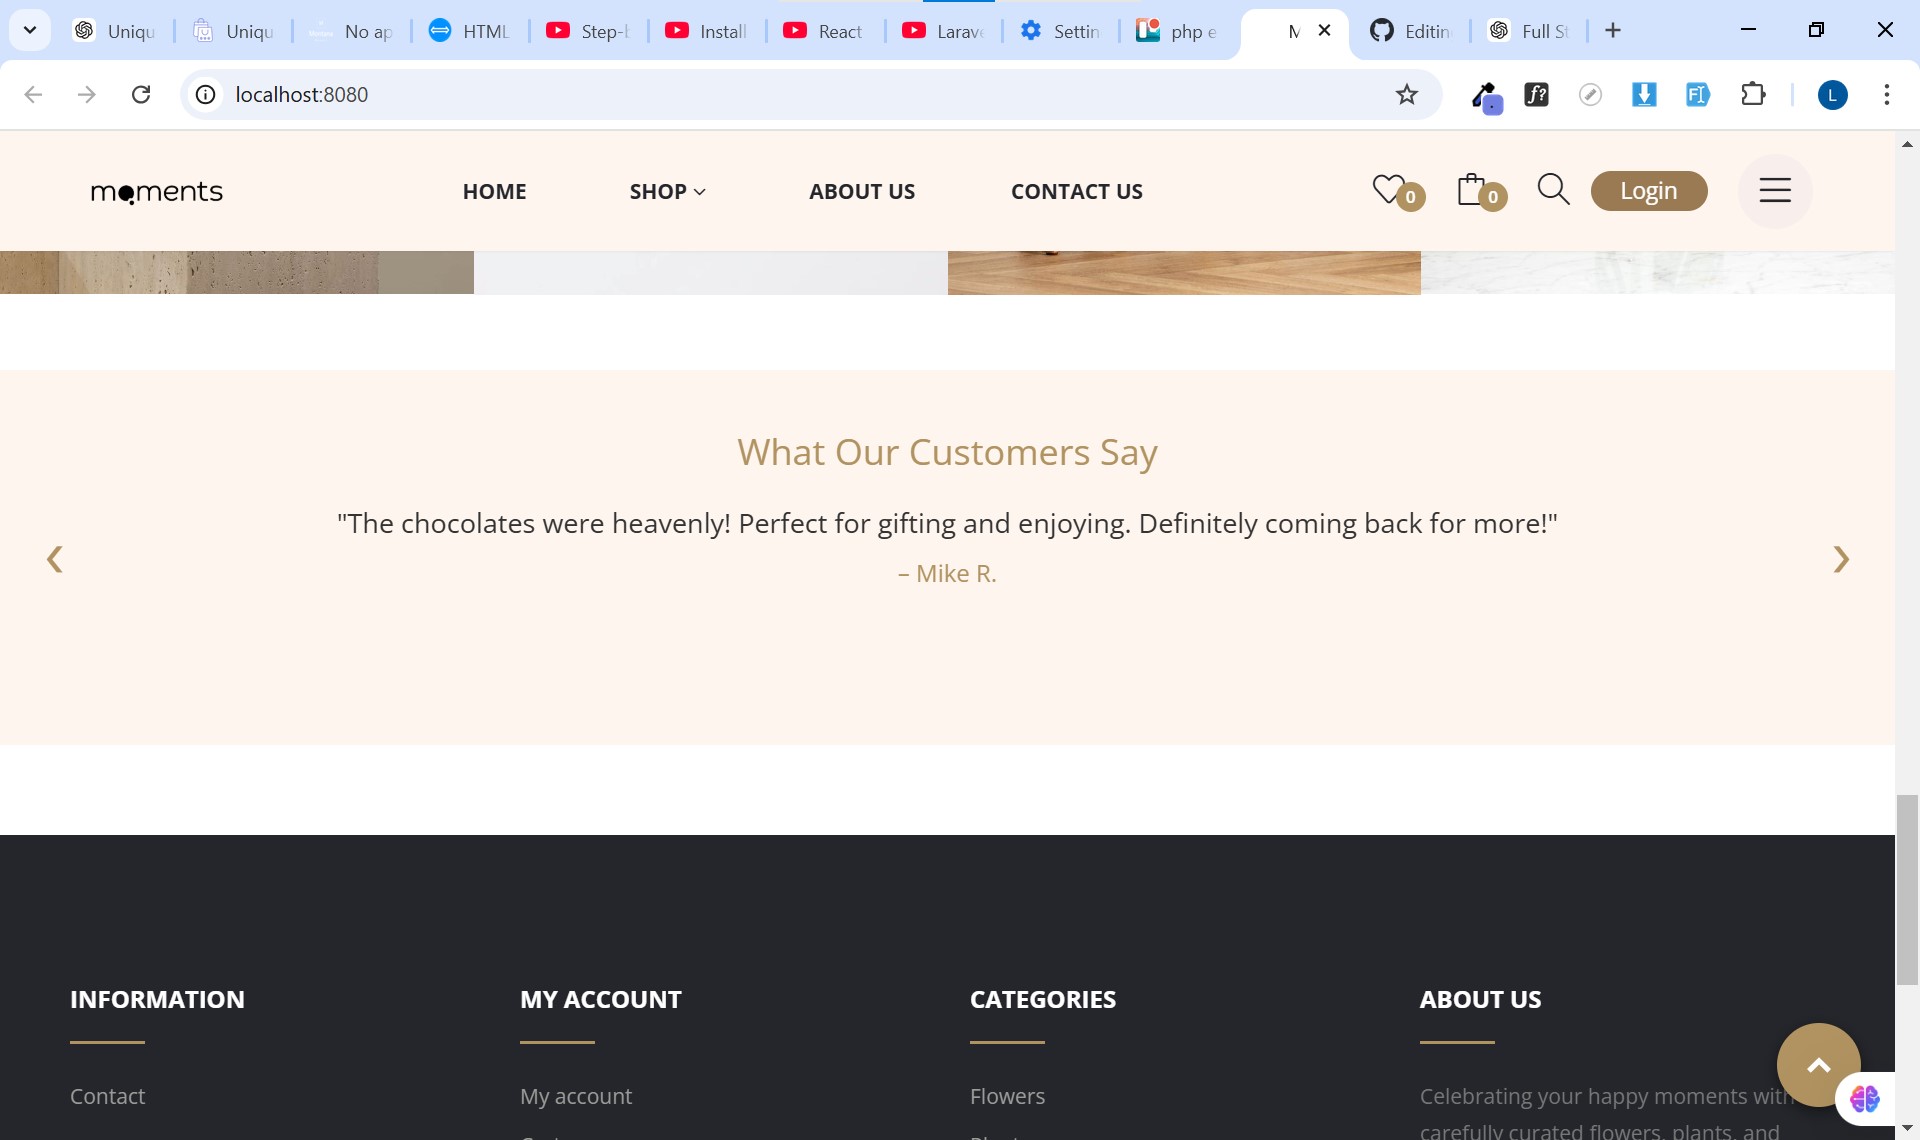 Uniqu
Uniqu
No ap
HTML
Step-b
Install
React
Larave
Settin
php e
M
Editin
Full St
localhost:8080
L
moments
HOME
SHOP
ABOUT US
CONTACT US
0
0
Login
What Our Customers Say
"The chocolates were heavenly! Perfect for gifting and enjoying. Definitely coming back for more!"
– Mike R.
INFORMATION
MY ACCOUNT
CATEGORIES
ABOUT US
Contact
My account
Flowers
Celebrating your happy moments with
carefully curated flowers, plants, and